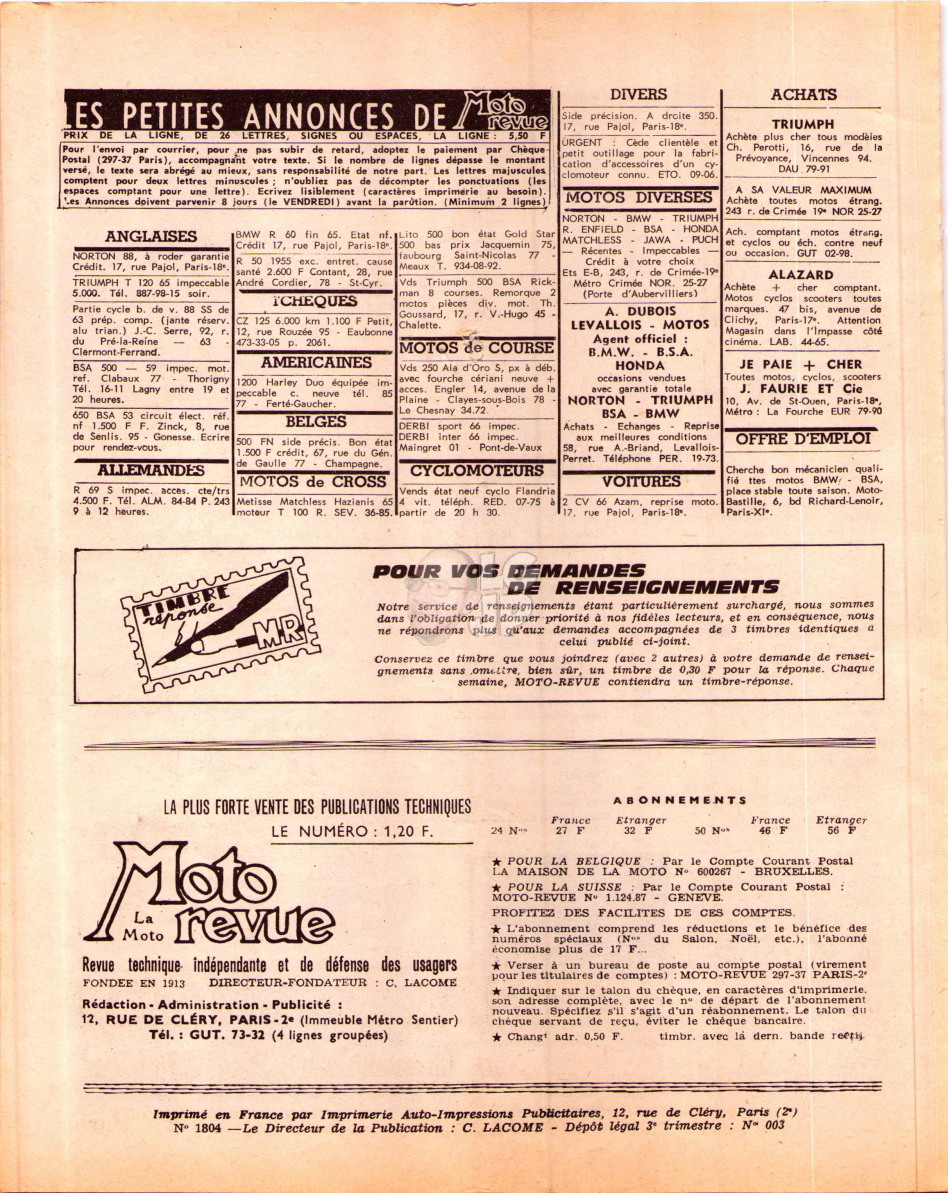 LES PETITES ANNONCES DE Moto revue
PRIX DE LA LIGNE, DE 26 LETTRES, SIGNES OU ESPACES, LA LIGNE : 5,50 F
Pour l'envoi par courrier, pour ne pas subir de retard, adoptez le paiement par Chèque
Postal (297-37 Paris), accompagnant votre texte. Si le nombre de lignes dépasse le montant
versé, le texte sera abrégé au mieux, sans responsabilité de notre part. Les lettres majuscules
comptent pour deux lettres minuscules ; n'oubliez pas de décompter les ponctuations (les
espaces comptant pour une lettre). Ecrivez lisiblement (caractères imprimerie au besoin).
Les Annonces doivent parvenir 8 jours (le VENDREDI) avant la parution. (Minimum 2 lignes)
ANGLAISES
NORTON 88, à roder garantie
Crédit. 17, rue Pajol, Paris-18e.
TRIUMPH T 120 65 impeccable
5.000. Tél. 887-98-15 soir.
Partie cycle b. de v. 88 SS de
63 prép. comp. (jante réserv.
alu trian.) J.-C. Serre, 92, r.
du Pré-la-Reine — 63 -
Clermont-Ferrand.
BSA 500 — 59 impec. mot.
ref. Clabaux 77 - Thorigny
Tél. 16-11 Lagny entre 19 et
20 heures.
650 BSA 53 circuit élect. réf.
nf 1.500 F F. Zinck, 8, rue
de Senlis. 95 - Gonesse. Ecrire
pour rendez-vous.
ALLEMANDES
R 69 S impec. accès. cte/trs
4.500 F. Tél. ALM. 84-84 P. 243
9 à 12 heures.
BMW R 60 fin 65. Etat nf.
Crédit 17, rue Pajol, Paris-18e.
R 50 1955 exc. entret. cause
santé 2.600 F Contant, 28, rue
André Cordier, 78 - St-Cyr.
TCHEQUES
CZ 125 6.000 km 1.100 F Petit,
12, rue Rouzée 95 - Eaubonne
473-33-05 p. 2061.
AMERICAINES
1200 Harley Duo équipée im-
peccable c. neuve tél. 85
77 - Ferté-Gaucher.
BELGES
500 FN side précis. Bon état
1.500 F crédit, 67, rue du Gén.
de Gaulle 77 - Champagne.
MOTOS de CROSS
Metisse Matchless Hazianis 65
moteur T 100 R. SEV. 36-85.
Lito 500 bon état Gold Star
500 bas prix Jacquemin 75,
faubourg Saint-Nicolas 77 -
Meaux T. 934-08-92.
Vds Triumph 500 BSA Rick-
man 8 courses. Remorque 2
motos pièces div. mot. Th.
Goussard, 17, r. V.-Hugo 45 -
Chalette.
MOTOS de COURSE
Vds 250 Aia d'Oro S, px à déb.
avec fourche cériani neuve +
acces. Engler 14, avenue de la
Plaine - Clayes-sous-Bois 78 -
Le Chesnay 34.72
DERBI sport 66 impec.
DERBI inter 66 impec.
Maingret 01 - Pont-de-Vaux
CYCLOMOTEURS
Vends état neuf cyclo Flandria
4 vit. téléph. RED. 07-75 à
partir de 20 h 30.
DIVERS
Side précision. A droite 350.
17, rue Pajol, Paris-18e.
URGENT : Cède clientèle et
petit outillage pour la fabri-
cation d'accessoires d'un cy-
clomoteur connu. ETO. 09-06.
MOTOS DIVERSES
NORTON - BMW - TRIUMPH
R. ENFIELD - BSA - HONDA
MATCHLESS - JAWA - PUCH
— Récentes - Impeccables —
Crédit à votre choix
Ets E-B, 243, r. de Crimée-19e
Métro Crimée NOR. 25-27
(Porte d'Aubervilliers)
A. DUBOIS
LEVALLOIS - MOTOS
Agent officiel :
B.M.W. - B.S.A.
HONDA
occasions vendues
avec garantie totale
NORTON - TRIUMPH
BSA - BMW
Achats - Echanges - Reprise
aux meilleures conditions
58, rue A.-Briand, Levallois-
Perret. Téléphone PER. 19-73.
VOITURES
2 CV 66 Azam, reprise moto.
17, rue Pajol, Paris-18e.
ACHATS
TRIUMPH
Achète plus cher tous modèles
Ch. Perotti, 16, rue de la
Prévoyance, Vincennes 94.
DAU 79-91
A SA VALEUR MAXIMUM
Achète toutes motos étrang.
243 r. de Crimée 19e NOR 25-27
Ach. comptant motos étrang.
et cyclos ou éch. contre neuf
ou occasion. GUT 02-98.
ALAZARD
Achète + cher comptant.
Motos cyclos scooters toutes
marques. 47 bis, avenue de
Clichy, Paris-17e. Attention
Magasin dans l'Impasse côté
cinéma. LAB. 44-65.
JE PAIE + CHER
Toutes motos, cyclos, scooters
J. FAURIE ET Cie
10, Av. de St-Ouen, Paris-18e,
Métro : La Fourche EUR 79-90
OFFRE D'EMPLOI
Cherche bon mécanicien quali-
fié ttes motos BMW - BSA,
place stable toute saison. Moto-
Bastille, 6, bd Richard-Lenoir,
Paris-XIe.
TIMBRE
réponse
MR
POUR VOS DEMANDES
DE RENSEIGNEMENTS
Notre service de renseignements étant particulièrement surchargé, nous sommes
dans l'obligation de donner priorité à nos fidèles lecteurs, et en conséquence, nous
ne répondrons plus qu'aux demandes accompagnées de 3 timbres identiques a
celui publié ci-joint.
Conservez ce timbre que vous joindrez (avec 2 autres) à votre demande de rensei-
gnements sans omettre, bien sûr, un timbre de 0,30 F pour la réponse. Chaque
semaine, MOTO-REVUE contiendra un timbre-réponse.
LA PLUS FORTE VENTE DES PUBLICATIONS TECHNIQUES
LE NUMÉRO : 1,20 F.
Moto
La Moto revue
Revue technique indépendante et de défense des usagers
FONDEE EN 1913 DIRECTEUR-FONDATEUR : C. LACOME
Rédaction - Administration - Publicité :
12, RUE DE CLÉRY, PARIS-2e (Immeuble Métro Sentier)
Tél. : GUT. 73-32 (4 lignes groupées)
ABONNEMENTS
France Etranger France Etranger
24 Nos 27 F 32 F 50 Nos 46 F 56 F
★ POUR LA BELGIQUE : Par le Compte Courant Postal
LA MAISON DE LA MOTO No 600267 - BRUXELLES.
★ POUR LA SUISSE : Par le Compte Courant Postal :
MOTO-REVUE No 1.124.87 - GENEVE.
PROFITEZ DES FACILITES DE CES COMPTES.
★ L'abonnement comprend les réductions et le bénéfice des
numéros spéciaux (Nos du Salon, Noël, etc.), l'abonné
économise plus de 17 F...
★ Verser à un bureau de poste au compte postal (virement
pour les titulaires de comptes) : MOTO-REVUE 297-37 PARIS-2e
★ Indiquer sur le talon du chèque, en caractères d'imprimerie,
son adresse complète, avec le no de départ de l'abonnement
nouveau. Spécifiez s'il s'agit d'un réabonnement. Le talon du
chèque servant de reçu, éviter le chèque bancaire.
★ Changt adr. 0,50 F. timbr. avec la dern. bande rectif.
Imprimé en France par Imprimerie Auto-Impressions Publicitaires, 12, rue de Cléry, Paris (2e)
No 1804 — Le Directeur de la Publication : C. LACOME - Dépôt légal 3e trimestre : No 003